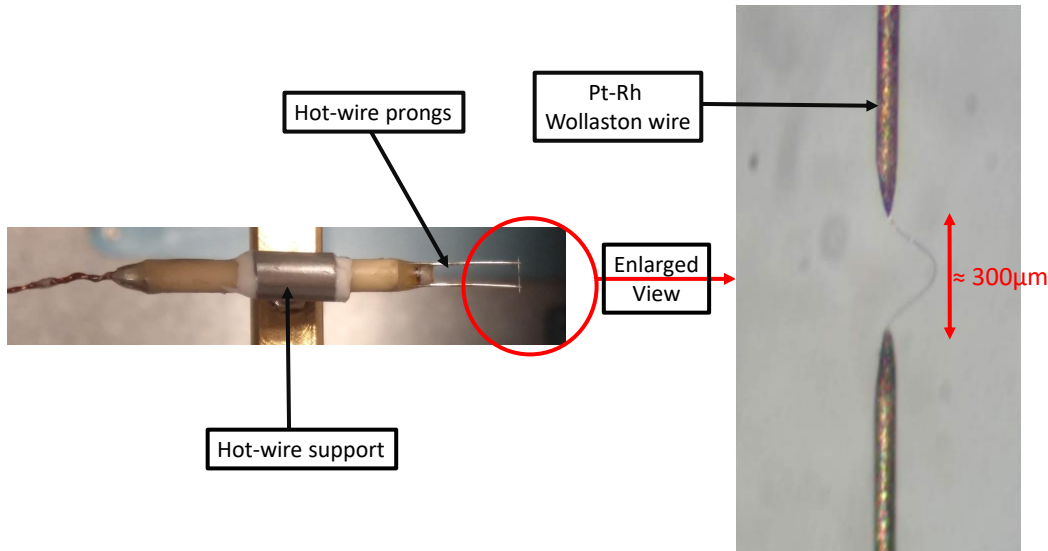 Hot-wire prongs
Pt-Rh
Wollaston wire
Enlarged
View
≈ 300µm
Hot-wire support